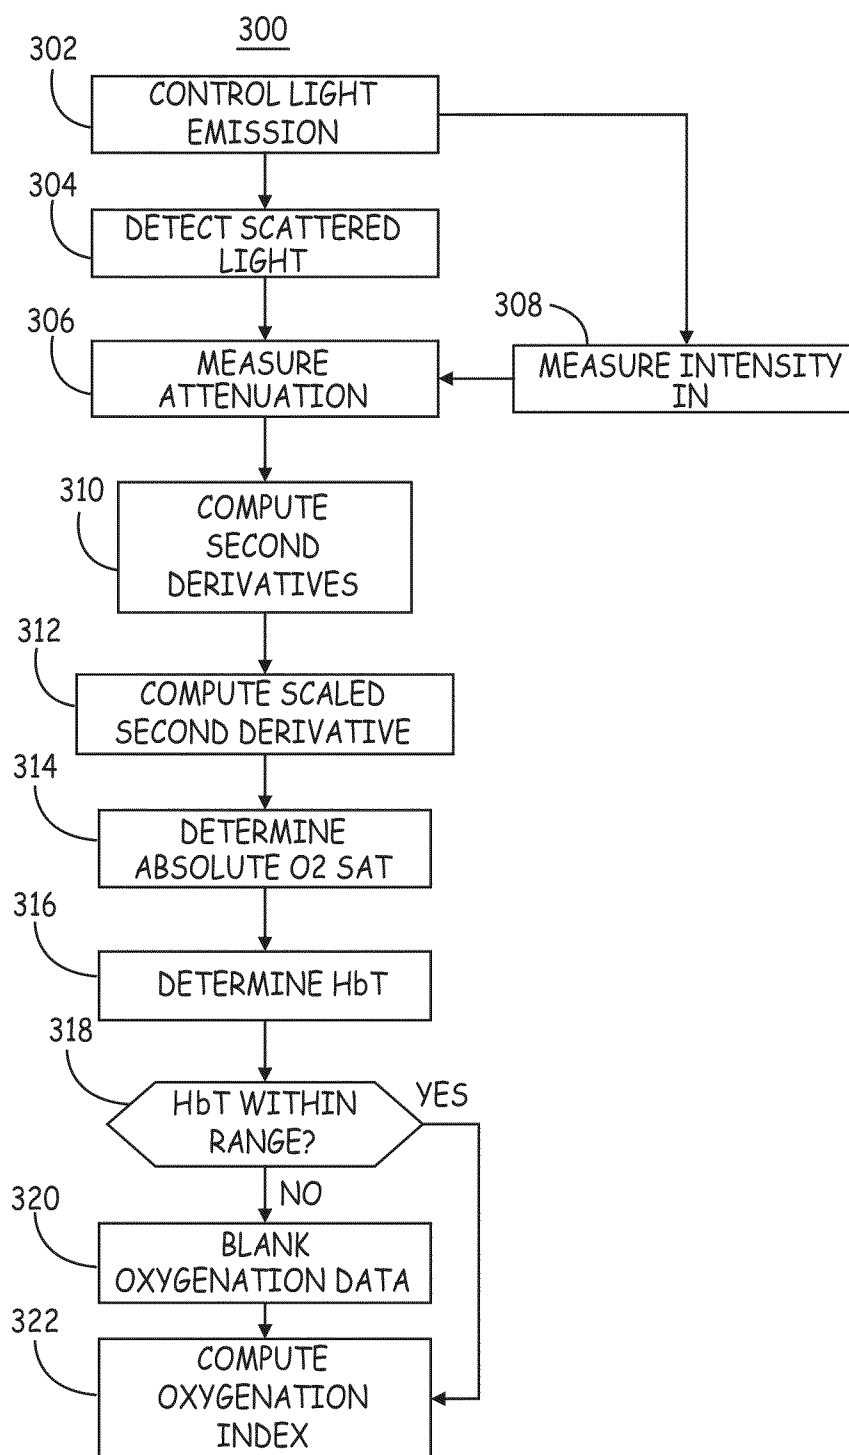 300
302
CONTROL LIGHT
EMISSION
304
DETECT SCATTERED
LIGHT
306
MEASURE
ATTENUATION
308
MEASURE INTENSITY
IN
310
COMPUTE
SECOND
DERIVATIVES
312
COMPUTE SCALED
SECOND DERIVATIVE
314
DETERMINE
ABSOLUTE O2 SAT
316
DETERMINE HbT
318
HbT WITHIN
RANGE?
YES
NO
320
BLANK
OXYGENATION DATA
322
COMPUTE
OXYGENATION
INDEX